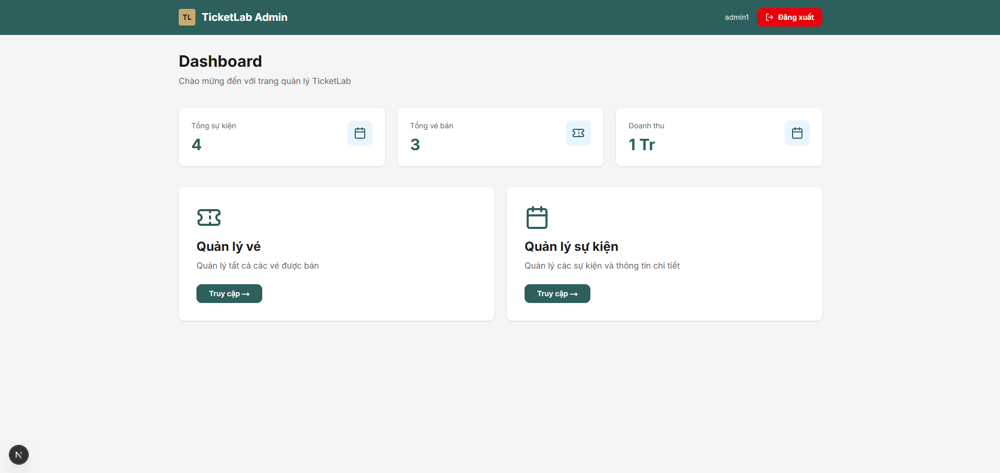 TL TicketLab Admin
admin1 Đăng xuất
Dashboard
Chào mừng đến với trang quản lý TicketLab
Tổng sự kiện
4
Tổng vé bán
3
Doanh thu
1 Tr
Quản lý vé
Quản lý tất cả các vé được bán
Truy cập →
Quản lý sự kiện
Quản lý các sự kiện và thông tin chi tiết
Truy cập →
N